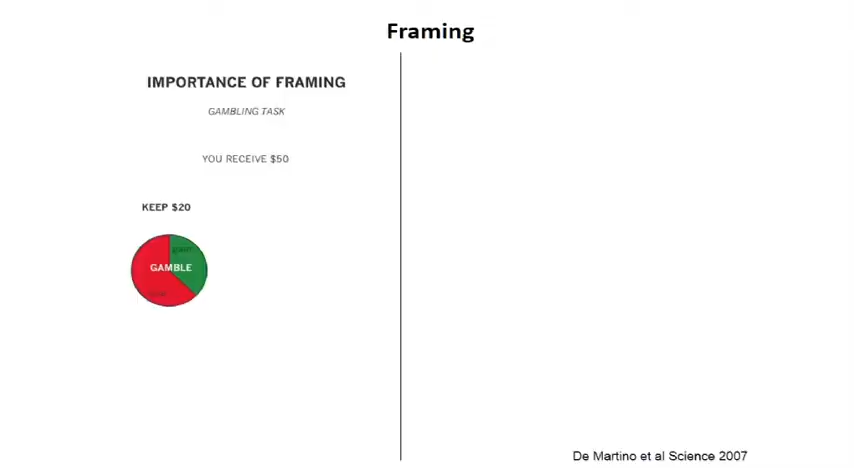 Framing
IMPORTANCE OF FRAMING
GAMBLING TASK
YOU RECEIVE $50
KEEP $20
GAMBLE
De Martino et al Science 2007